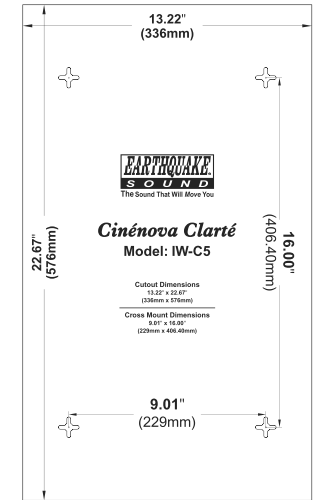 13.22"
(336mm)
EARTHQUAKE
SOUND
The Sound That Will Move You
Cinénova Clarté
Model: IW-C5
22.67"
(576mm)
16.00"
(406.40mm)
Cutout Dimensions
13.22" x 22.67"
(336mm x 576mm)
Cross Mount Dimensions
9.01" x 16.00"
(229mm x 406.40mm)
9.01"
(229mm)